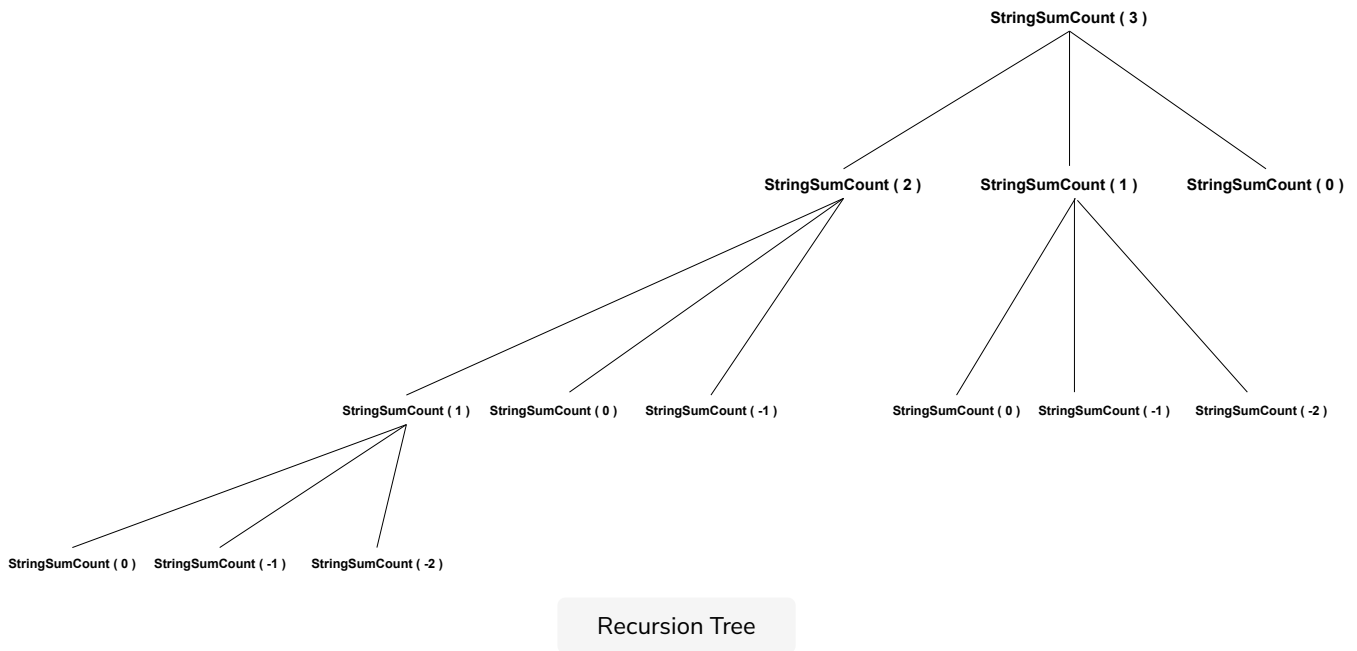 StringSumCount ( 3 )
StringSumCount ( 2 ) StringSumCount ( 1 ) StringSumCount ( 0 )
StringSumCount ( 1 ) StringSumCount ( 0 ) StringSumCount ( -1 ) StringSumCount ( 0 ) StringSumCount ( -1 ) StringSumCount ( -2 )
StringSumCount ( 0 ) StringSumCount ( -1 ) StringSumCount ( -2 )
Recursion Tree